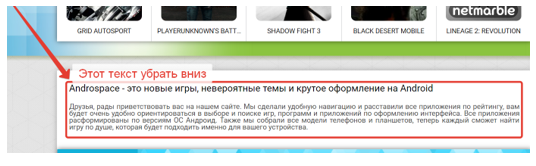 netmarble
GRID AUTOSPORT PLAYERUNKNOWN'S BATT... SHADOW FIGHT 3 BLACK DESERT MOBILE LINEAGE 2: REVOLUTION
Этот текст убрать вниз
Androspace - это новые игры, невероятные темы и крутое оформление на Android
Друзья, рады приветствовать вас на нашем сайте. Мы сделали удобную навигацию и расставили все приложения по рейтингу, вам
будет очень удобно ориентироваться в выборе и поиске игр, программ и приложений по оформлению интерфейса. Все приложения
расформированы по версиям ОС Андроид. Также мы собрали все модели телефонов и планшетов, теперь каждый сможет найти
игру по душе, которая будет подходить именно для вашего устройства.